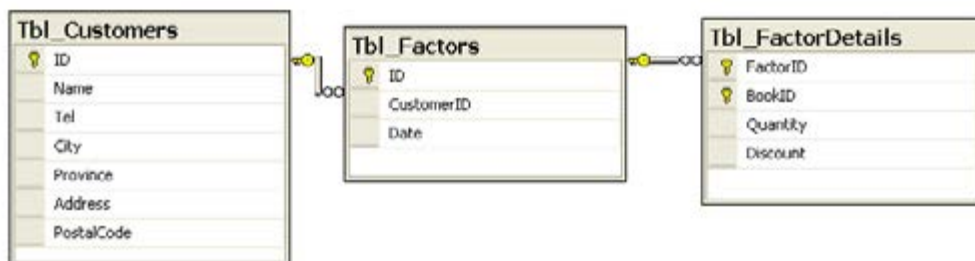 Tbl_Customers
ID
Name
Tel
City
Province
Address
PostalCode
Tbl_Factors
ID
CustomerID
Date
Tbl_FactorDetails
FactorID
BookID
Quantity
Discount